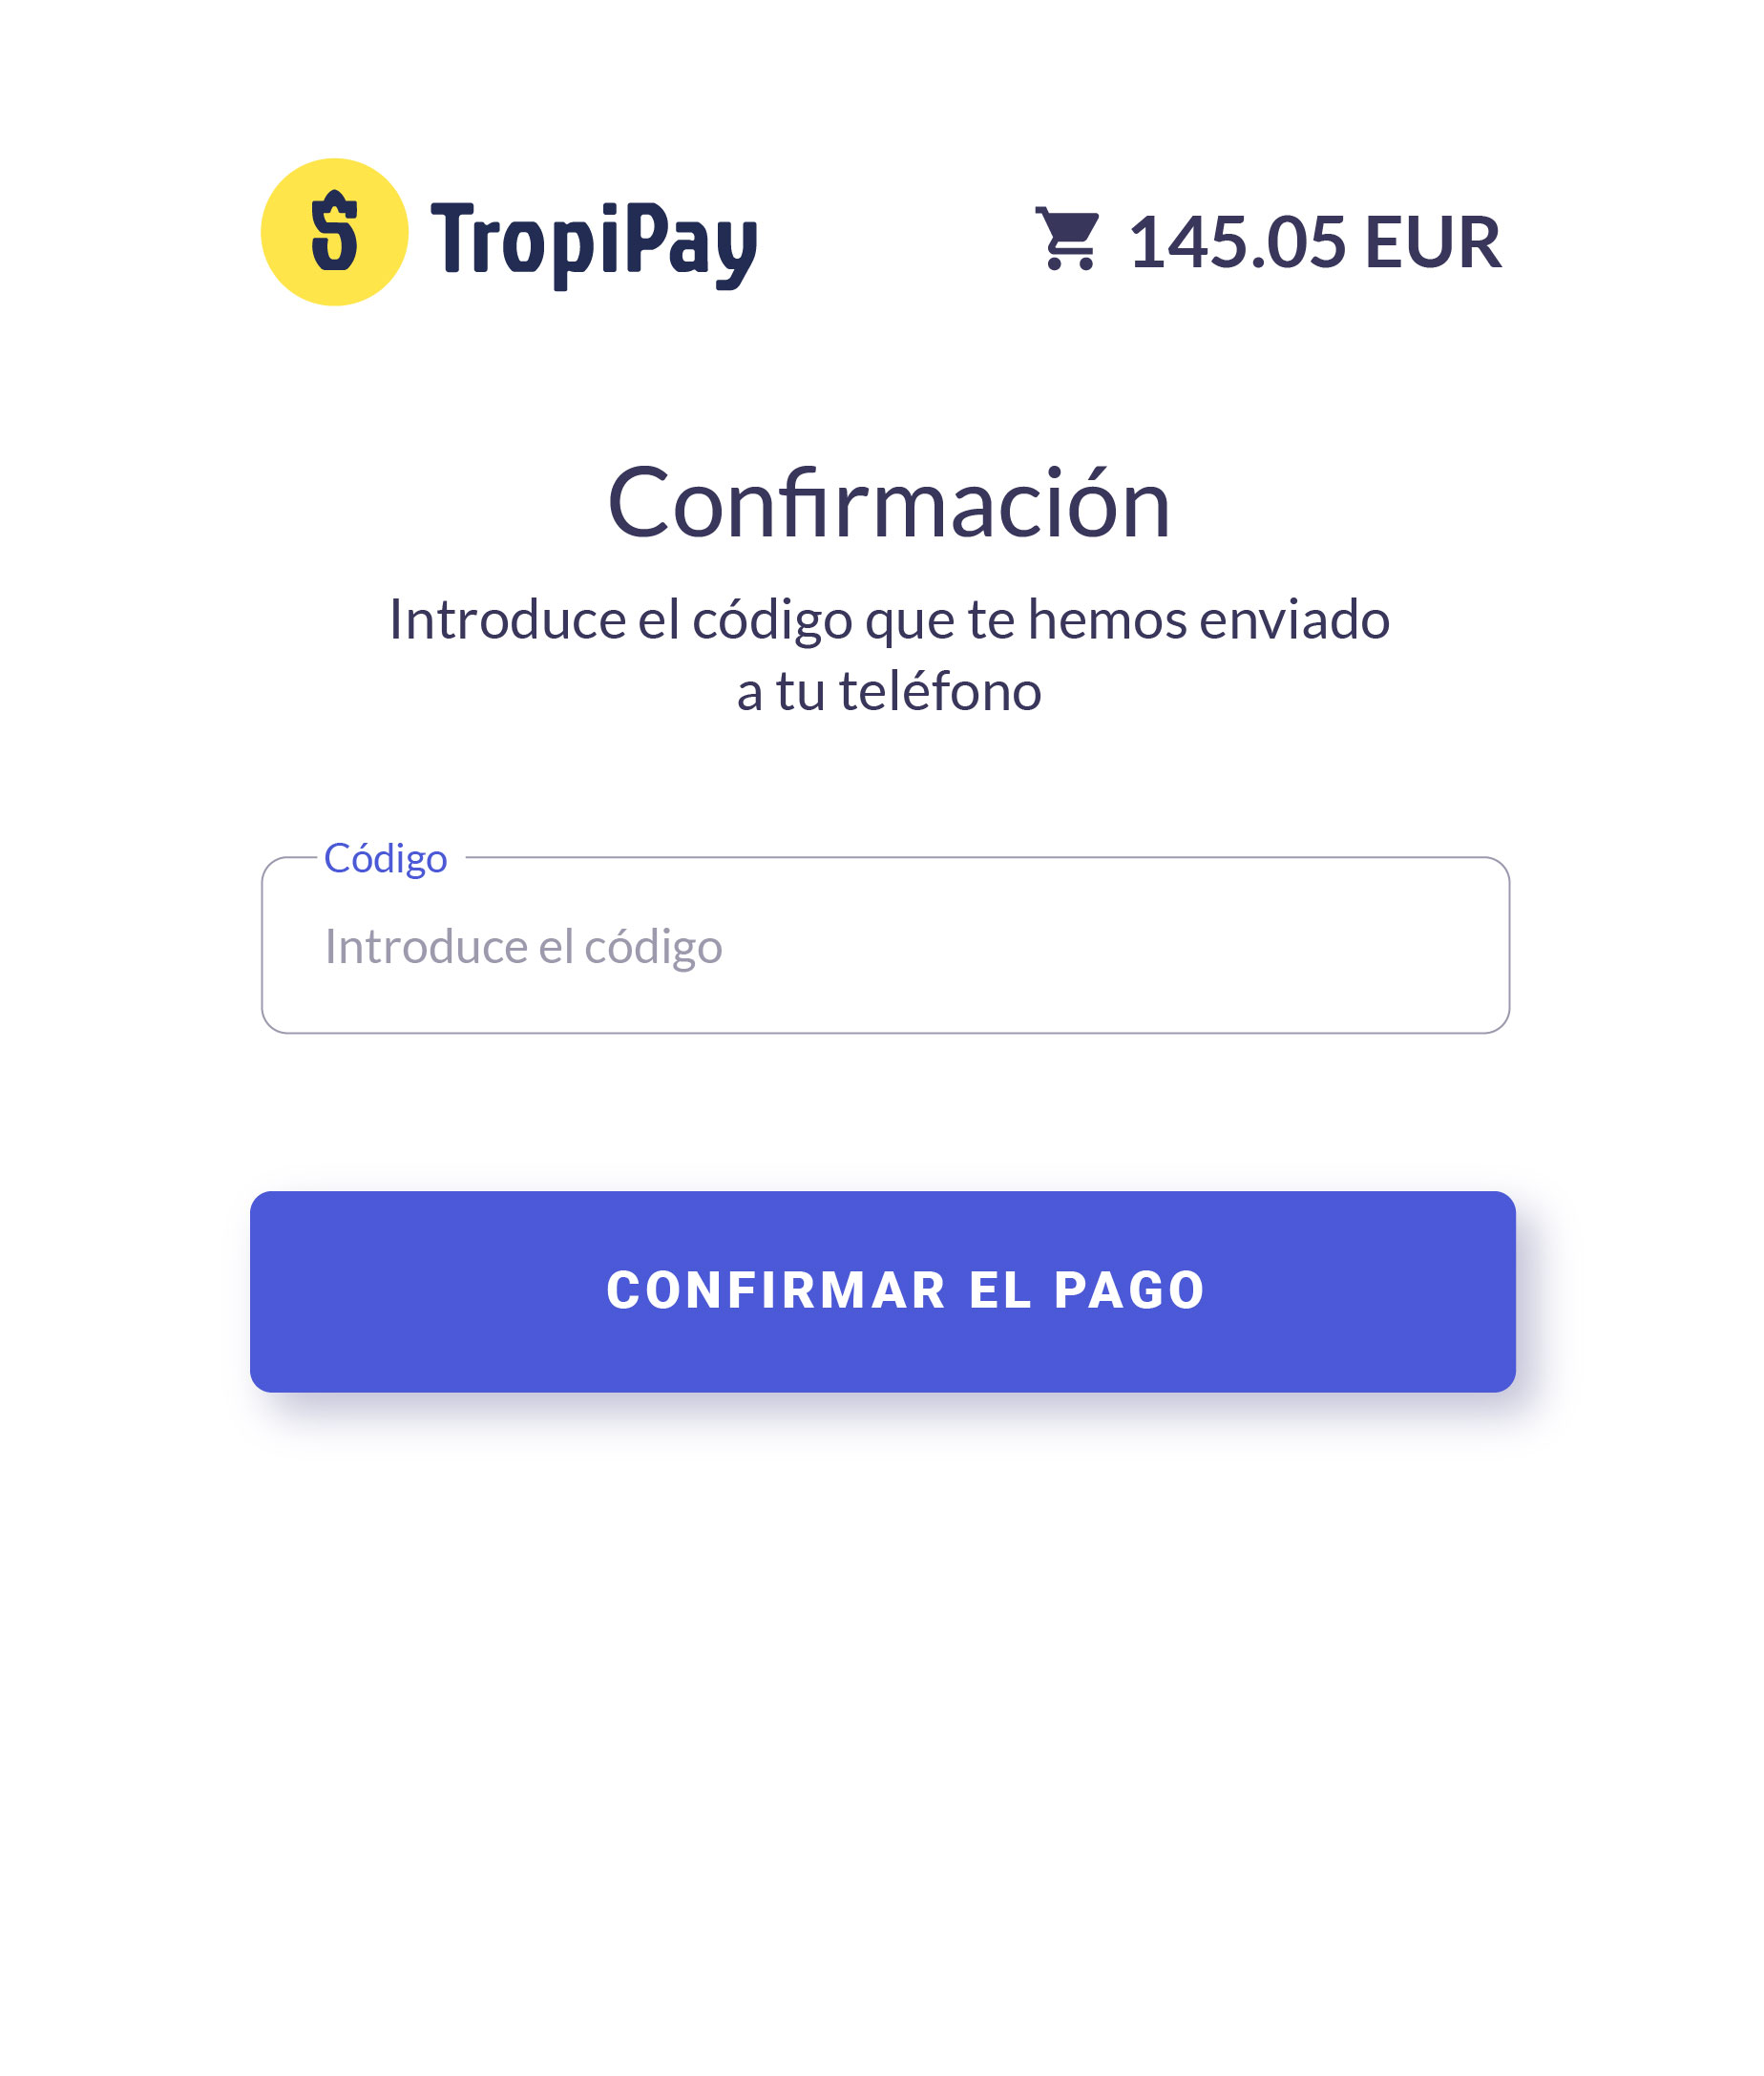 TropiPay
145.05 EUR
Confirmación
Introduce el código que te hemos enviado
a tu teléfono
Código
Introduce el código
CONFIRMAR EL PAGO